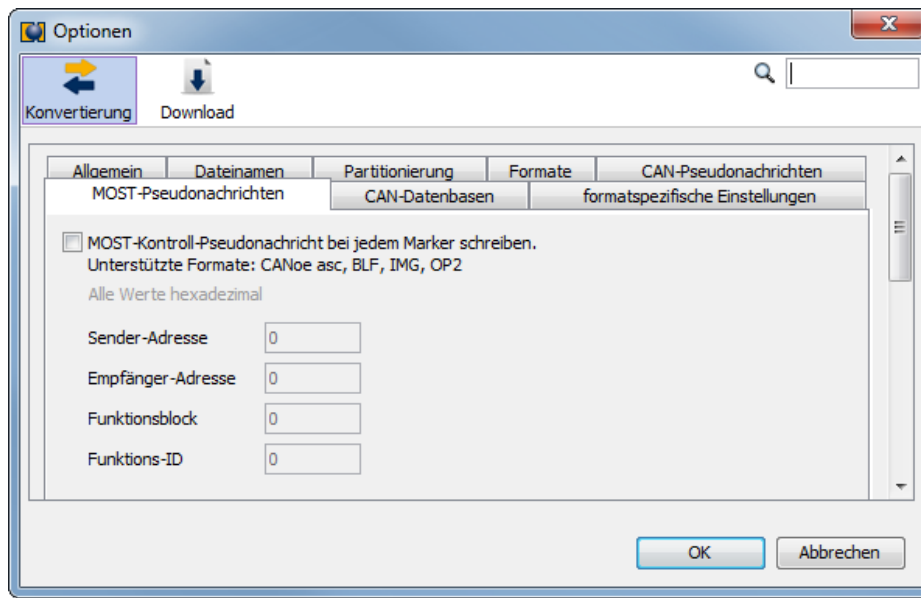 Optionen
Konvertierung
Download
Allgemein
Dateinamen
Partitionierung
Formate
CAN-Pseudonachrichten
MOST-Pseudonachrichten
CAN-Datenbasen
formatspezifische Einstellungen
MOST-Kontroll-Pseudonachricht bei jedem Marker schreiben.
Unterstützte Formate: CANoe asc, BLF, IMG, OP2
Alle Werte hexadezimal
Sender-Adresse 0
Empfänger-Adresse 0
Funktionsblock 0
Funktions-ID 0
OK
Abbrechen